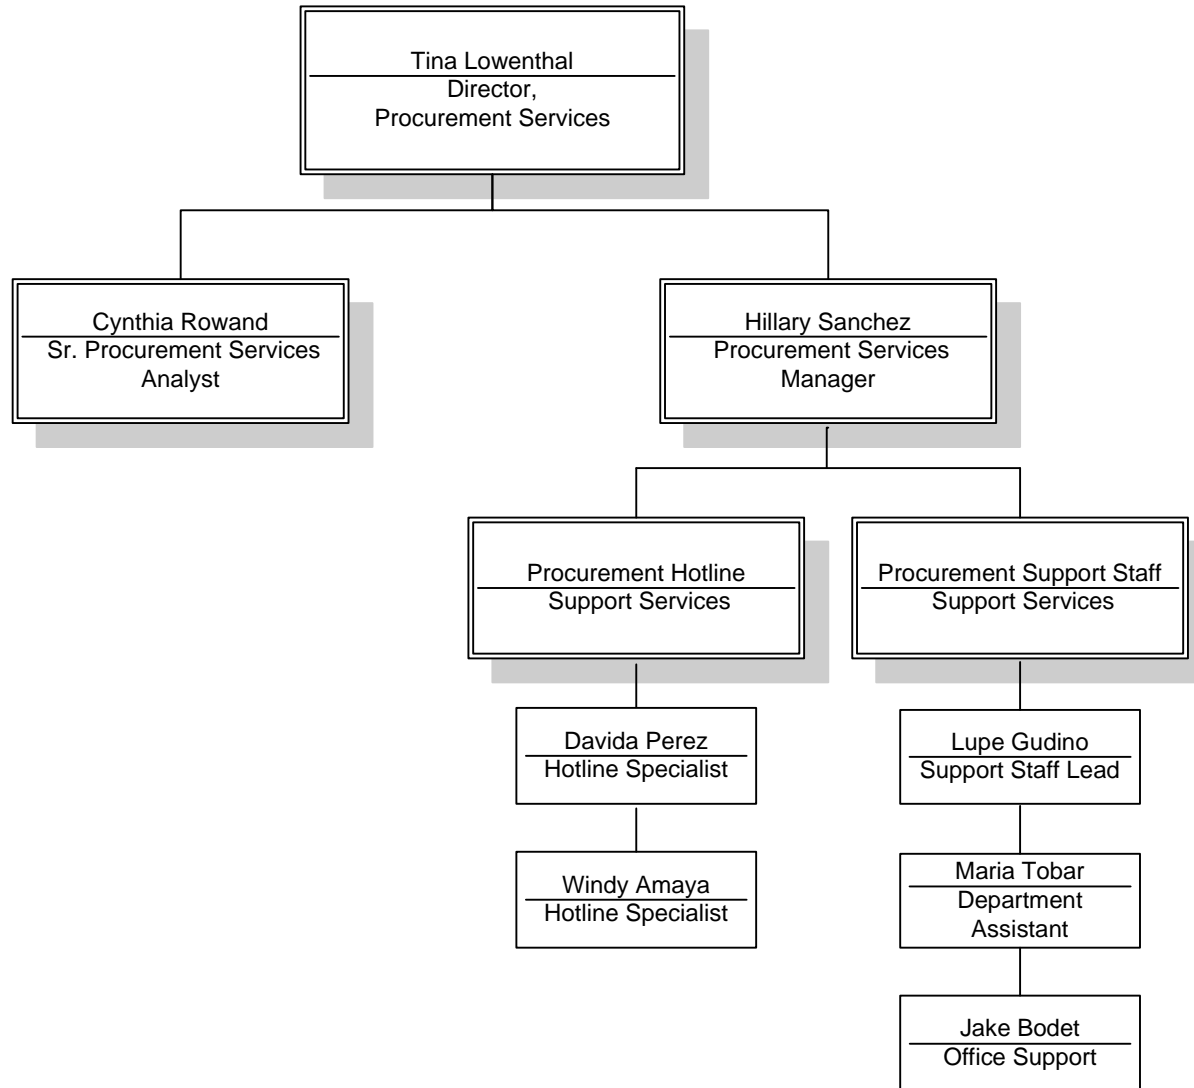 Tina Lowenthal
Director,
Procurement Services
Cynthia Rowand
Sr. Procurement Services
Analyst
Hillary Sanchez
Procurement Services
Manager
Procurement Hotline
Support Services
Procurement Support Staff
Support Services
Davida Perez
Hotline Specialist
Windy Amaya
Hotline Specialist
Lupe Gudino
Support Staff Lead
Maria Tobar
Department
Assistant
Jake Bodet
Office Support